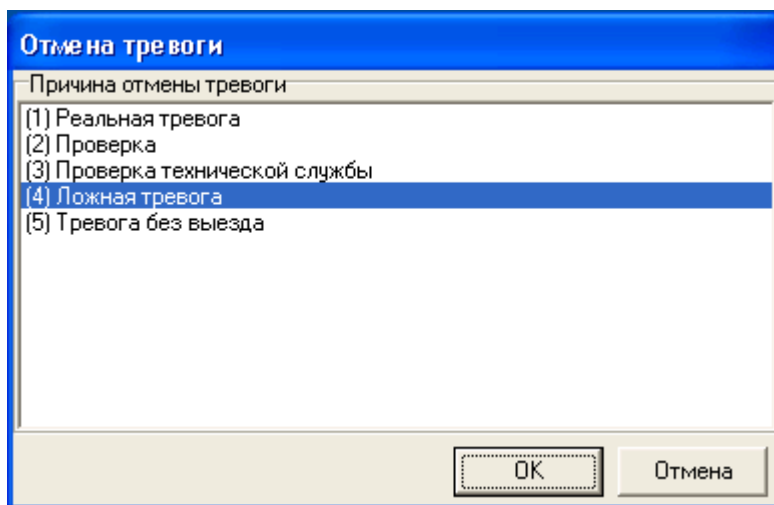 Отмена тревоги
Причина отмены тревоги
(1) Реальная тревога
(2) Проверка
(3) Проверка технической службы
(4) Ложная тревога
(5) Тревога без выезда
OK
Отмена